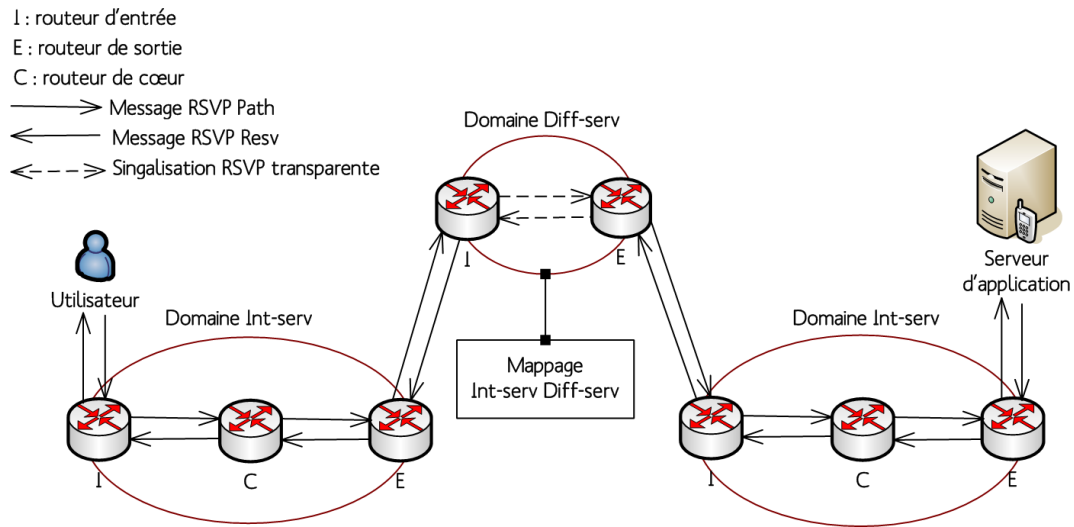 I : routeur d'entrée
E : routeur de sortie
C : routeur de cœur
Message RSVP Path
Message RSVP Resv
Singalisation RSVP transparente
Domaine Diff-serv
I
E
Utilisateur
Serveur
d'application
Domaine Int-serv
Mappage
Int-serv Diff-serv
Domaine Int-serv
I
C
E
I
C
E